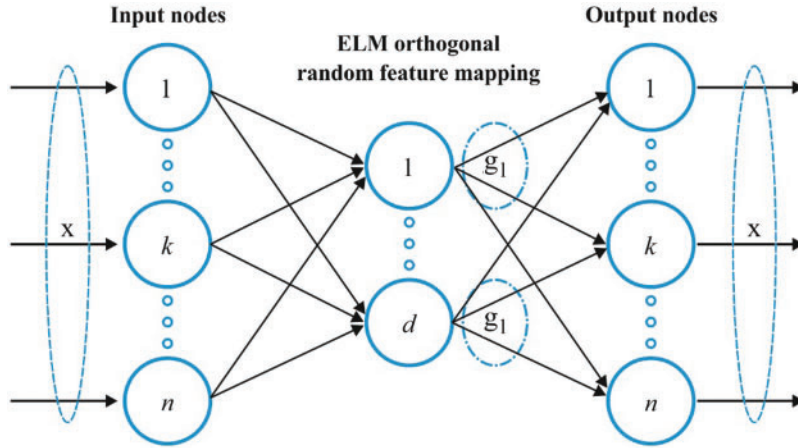 Input nodes
Output nodes
ELM orthogonal
random feature mapping
1
1
1
g1
x
k
k
x
d
g1
n
n